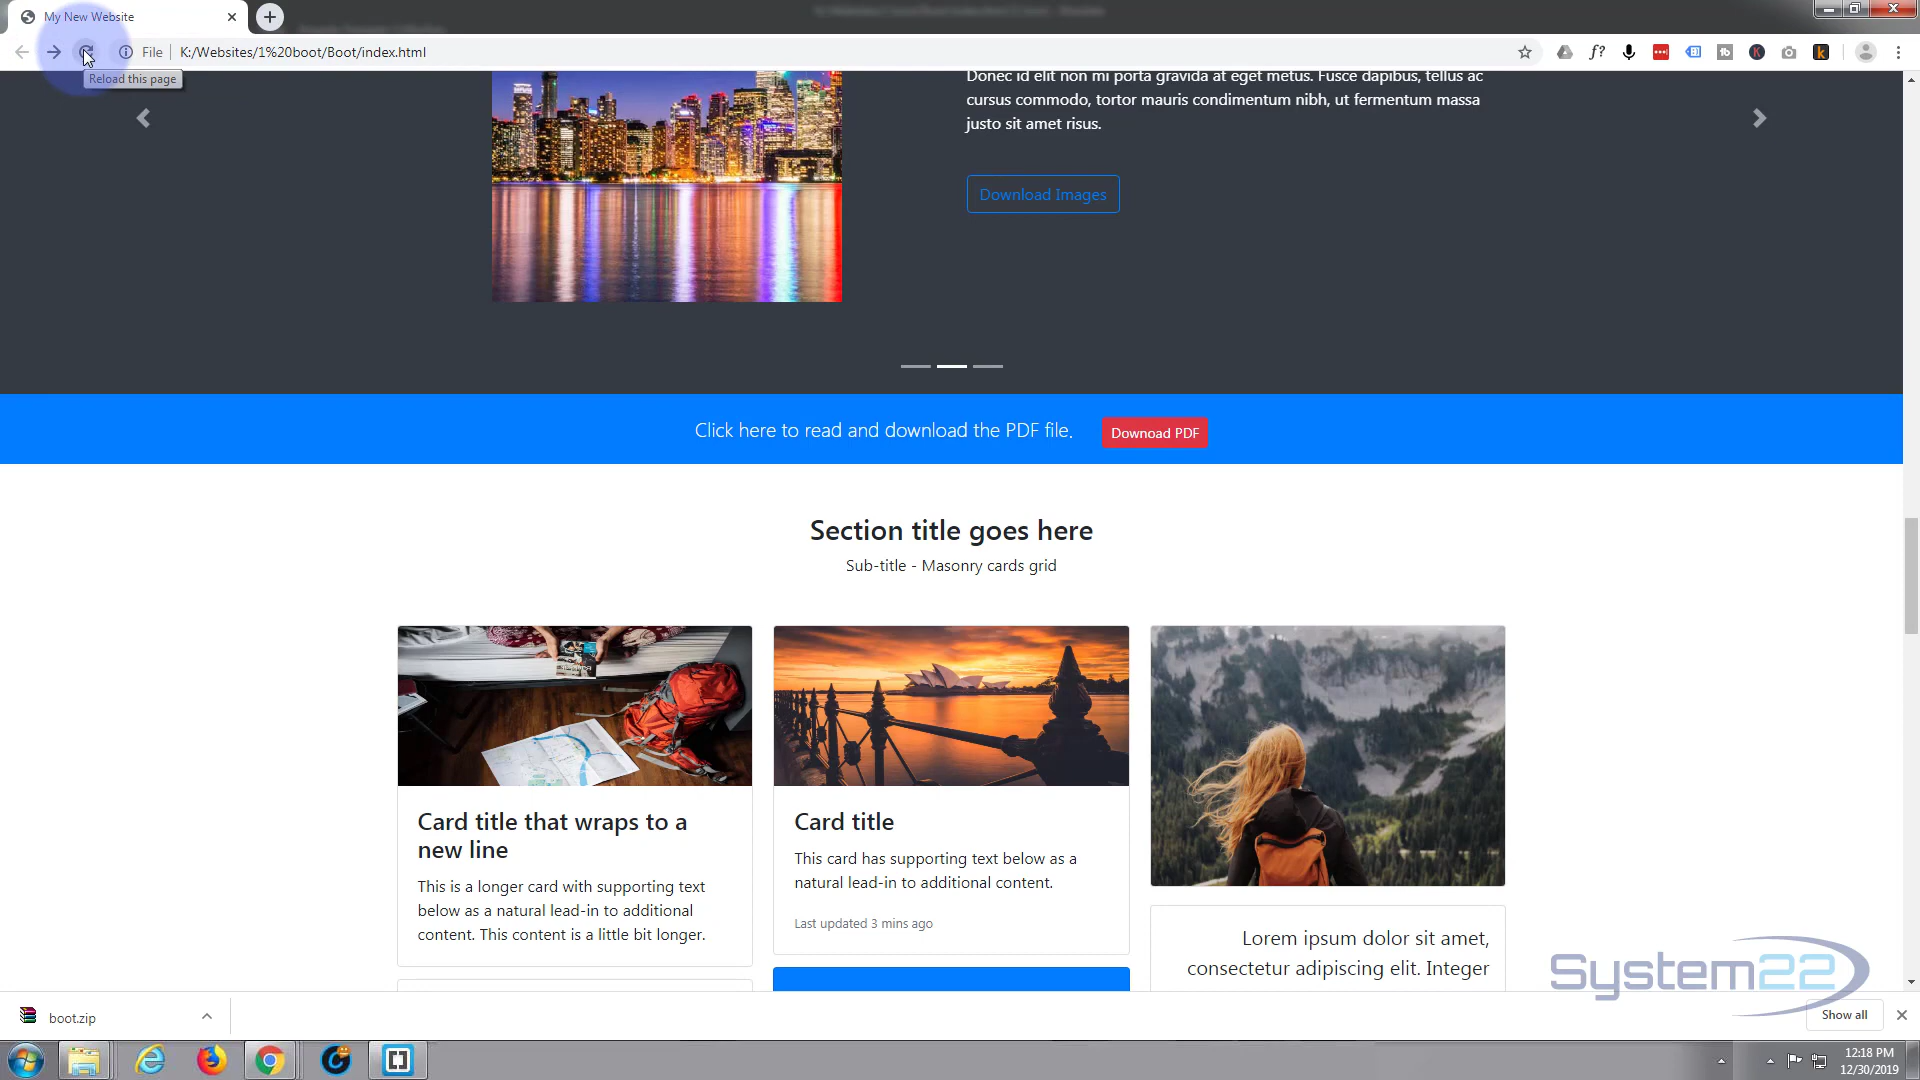 My New Website
File
K:/Websites/1%20boot/Boot/index.html
Reload this page
Donec id elit non mi porta gravida at eget metus. Fusce dapibus, tellus ac
cursus commodo, tortor mauris condimentum nibh, ut fermentum massa
justo sit amet risus.
Download Images
Click here to read and download the PDF file.
Downoad PDF
Section title goes here
Sub-title - Masonry cards grid
Card title that wraps to a
new line
This is a longer card with supporting text
below as a natural lead-in to additional
content. This content is a little bit longer.
Card title
This card has supporting text below as a
natural lead-in to additional content.
Last updated 3 mins ago
Lorem ipsum dolor sit amet,
consectetur adipiscing elit. Integer
System22
boot.zip
Show all
12:18 PM
12/30/2019